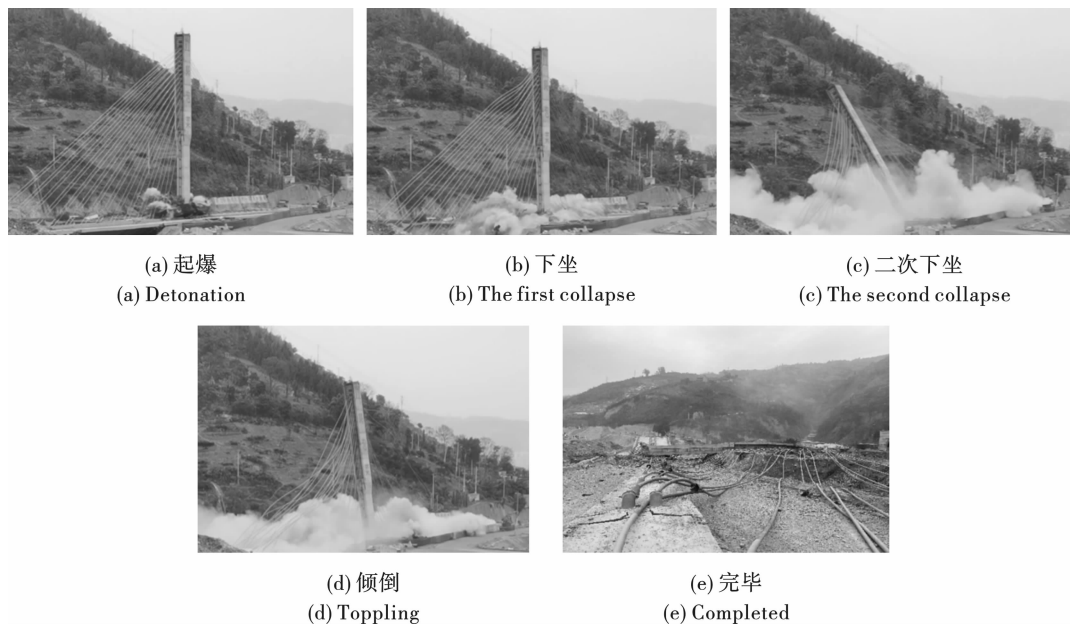 (a) 起爆
(a) Detonation
(b) 下坐
(b) The first collapse
(c) 二次下坐
(c) The second collapse
(d) 倾倒
(d) Toppling
(e) 完毕
(e) Completed